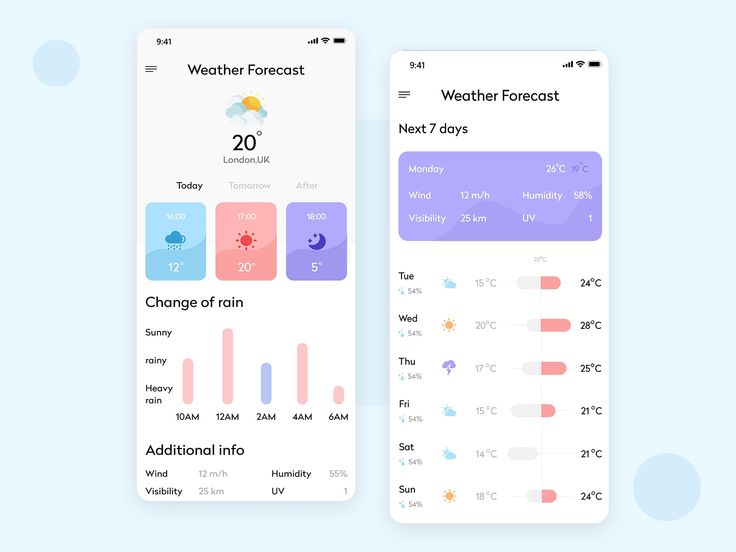 9:41
Weather Forecast
20°
London,UK
Today Tomorrow After
16:00 17:00 18:00
12° 20° 5°
Change of rain
Sunny
rainy
Heavy
rain
10AM 12AM 2AM 4AM 6AM
Additional info
Wind 12 m/h Humidity 55%
Visibility 25 km UV 1
9:41
Weather Forecast
Next 7 days
Monday 26°C 19°C
Wind 12 m/h Humidity 58%
Visibility 25 km UV 1
20°C
Tue
54% 15°C 24°C
Wed
54% 20°C 28°C
Thu
54% 17°C 25°C
Fri
54% 15°C 21°C
Sat
54% 14°C 21°C
Sun
54% 18°C 24°C